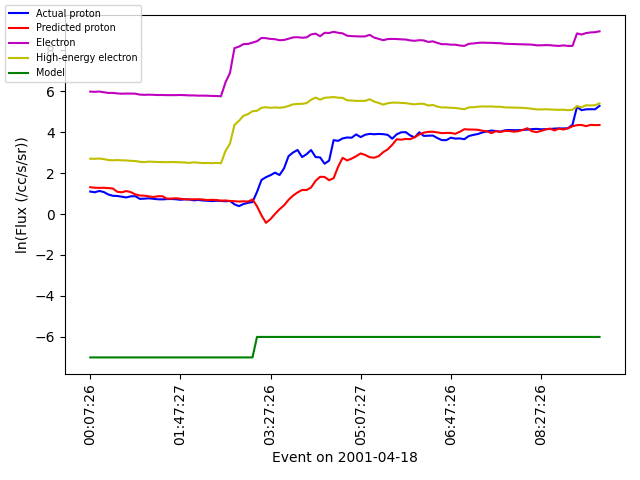 Actual proton
Predicted proton
Electron
High-energy electron
Model
8
6
4
2
0
−2
−4
−6
ln(Flux (/cc/s/sr))
00:07:26
01:47:27
03:27:26
05:07:27
06:47:26
08:27:26
Event on 2001-04-18